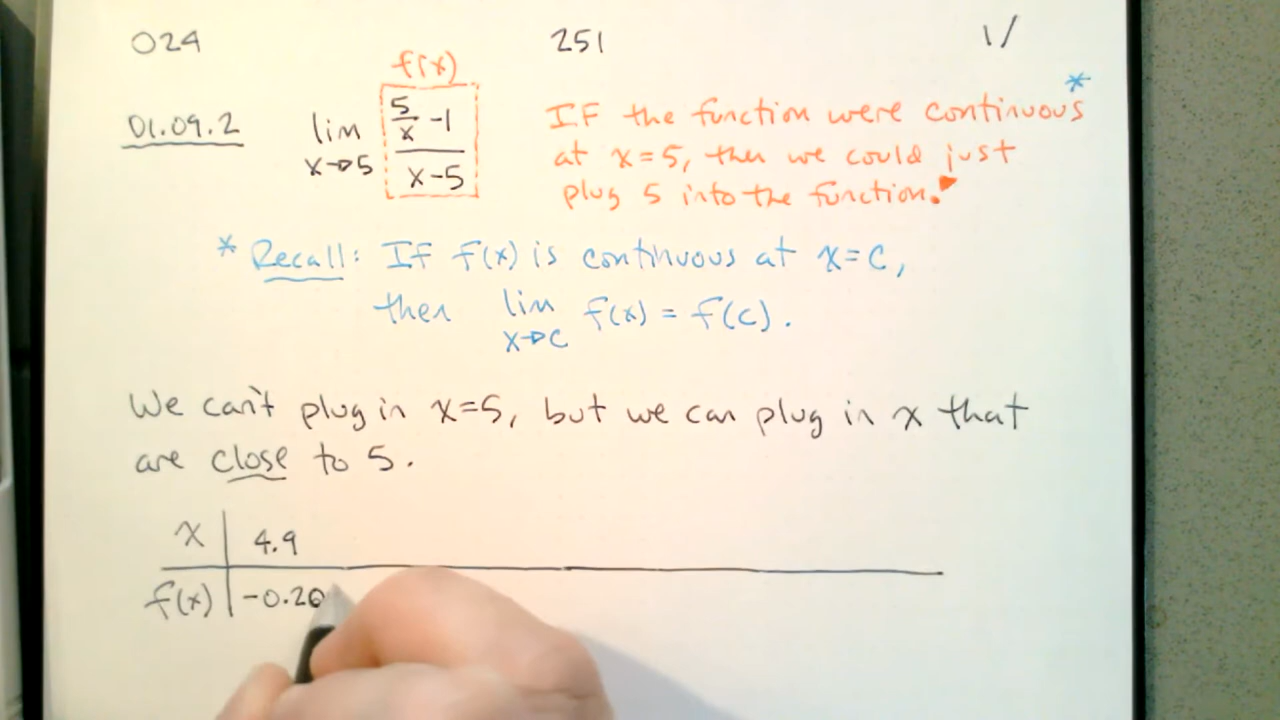 024 251 1/
f(x)
01.09.2 lim x→5 (5/x -1)/(x-5)
IF the function were continuous*
at x=5, then we could just
plug 5 into the function.
* Recall: If f(x) is continuous at x=c,
then lim x→c f(x) = f(c).
We can't plug in x=5, but we can plug in x that
are close to 5.
x 4.9
f(x) -0.20